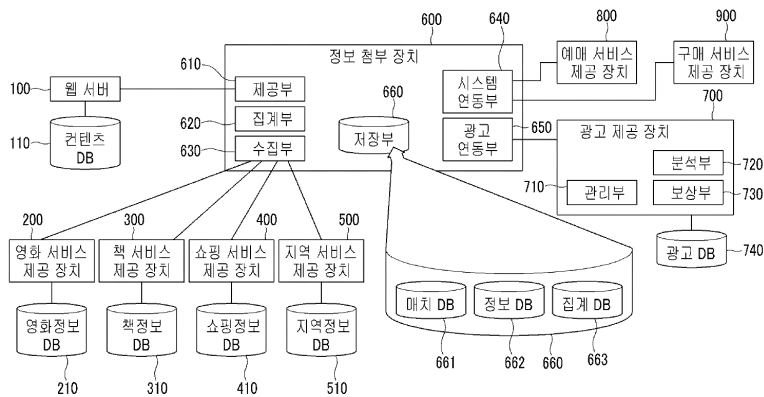 600
정보 첨부 장치
640
800
예매 서비스
제공 장치
900
구매 서비스
제공 장치
610
제공부
100
웹 서버
시스템
연동부
660
저장부
620
집계부
630
수집부
650
광고
연동부
110
컨텐츠
DB
700
광고 제공 장치
분석부
720
710
관리부
보상부
730
광고 DB
740
200
영화 서비스
제공 장치
300
책 서비스
제공 장치
400
쇼핑 서비스
제공 장치
500
지역 서비스
제공 장치
영화정보
DB
210
책정보
DB
310
쇼핑정보
DB
410
지역정보
DB
510
매치 DB
661
정보 DB
662
집계 DB
663
660